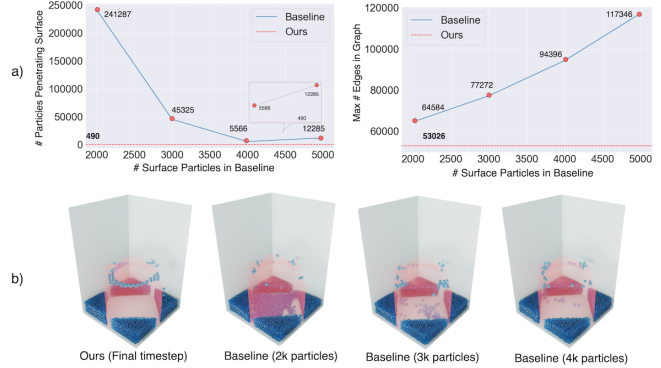 a)
# Particles Penetrating Surface
250000
200000
150000
100000
50000
0
241287
45325
5566
12285
490
5566
12285
490
Baseline
Ours
2000 2500 3000 3500 4000 4500 5000
# Surface Particles in Baseline
Max # Edges in Graph
120000
100000
80000
60000
Baseline
Ours
117346
94396
77272
64584
53026
2000 2500 3000 3500 4000 4500 5000
# Surface Particles in Baseline
b)
Ours (Final timestep) Baseline (2k particles) Baseline (3k particles) Baseline (4k particles)